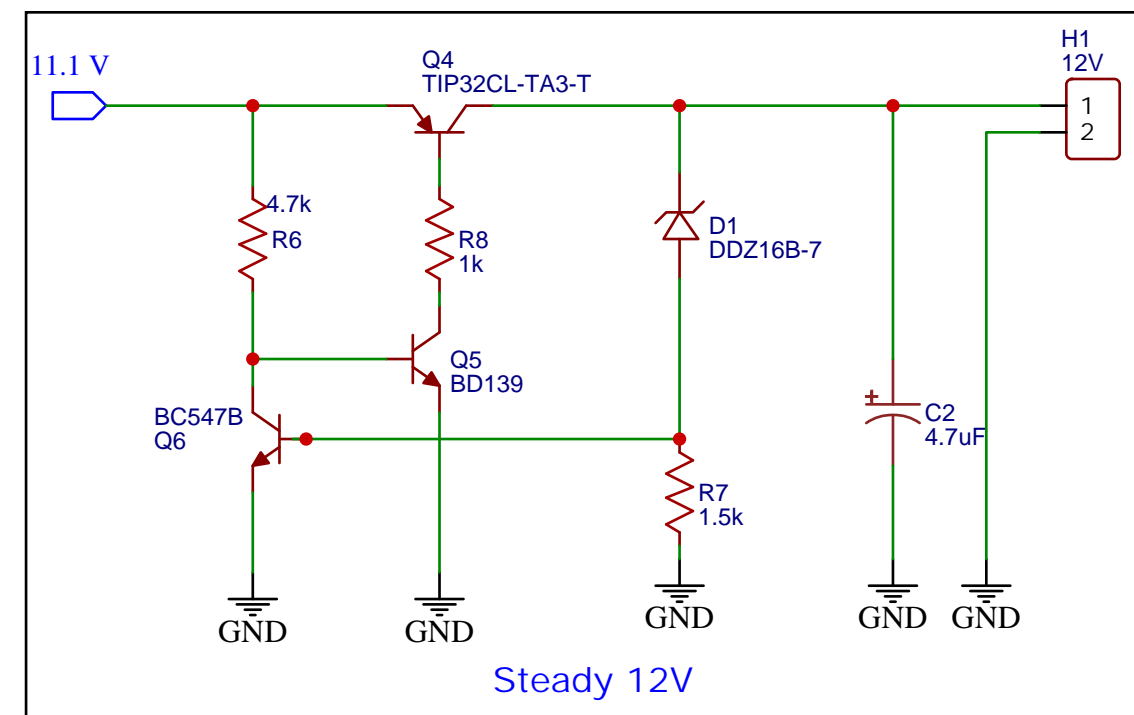 H1
12V
11.1 V
Q4
TIP32CL-TA3-T
1
2
4.7k
R6
R8
1k
D1
DDZ16B-7
Q5
BD139
BC547B
Q6
+
C2
4.7uF
R7
1.5k
GND
GND
GND
GND
GND
Steady 12V